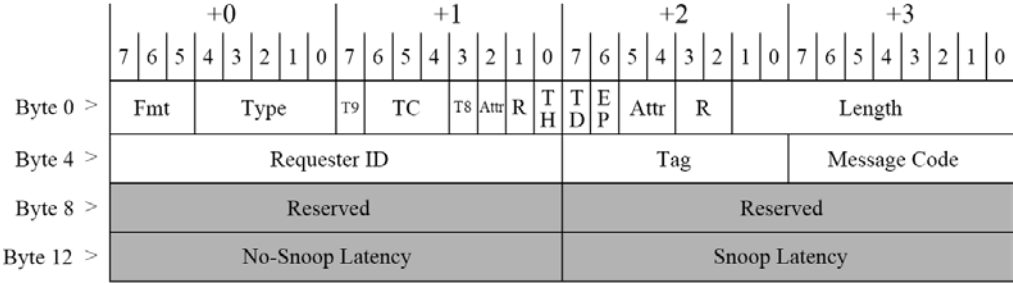 +0 +1 +2 +3
7 6 5 4 3 2 1 0 7 6 5 4 3 2 1 0 7 6 5 4 3 2 1 0 7 6 5 4 3 2 1 0
Byte 0 > Fmt Type T9 TC T8 Attr R TH TD EP Attr R Length
Byte 4 > Requester ID Tag Message Code
Byte 8 > Reserved Reserved
Byte 12 > No-Snoop Latency Snoop Latency